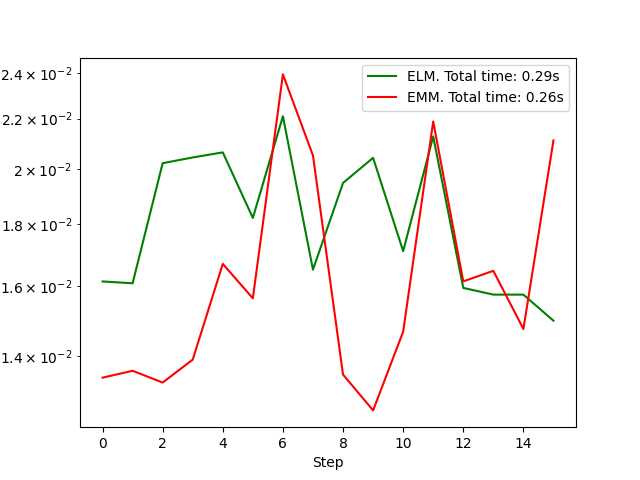 ELM. Total time: 0.29s
EMM. Total time: 0.26s
2.4 × 10⁻²
2.2 × 10⁻²
2 × 10⁻²
1.8 × 10⁻²
1.6 × 10⁻²
1.4 × 10⁻²
0 2 4 6 8 10 12 14
Step